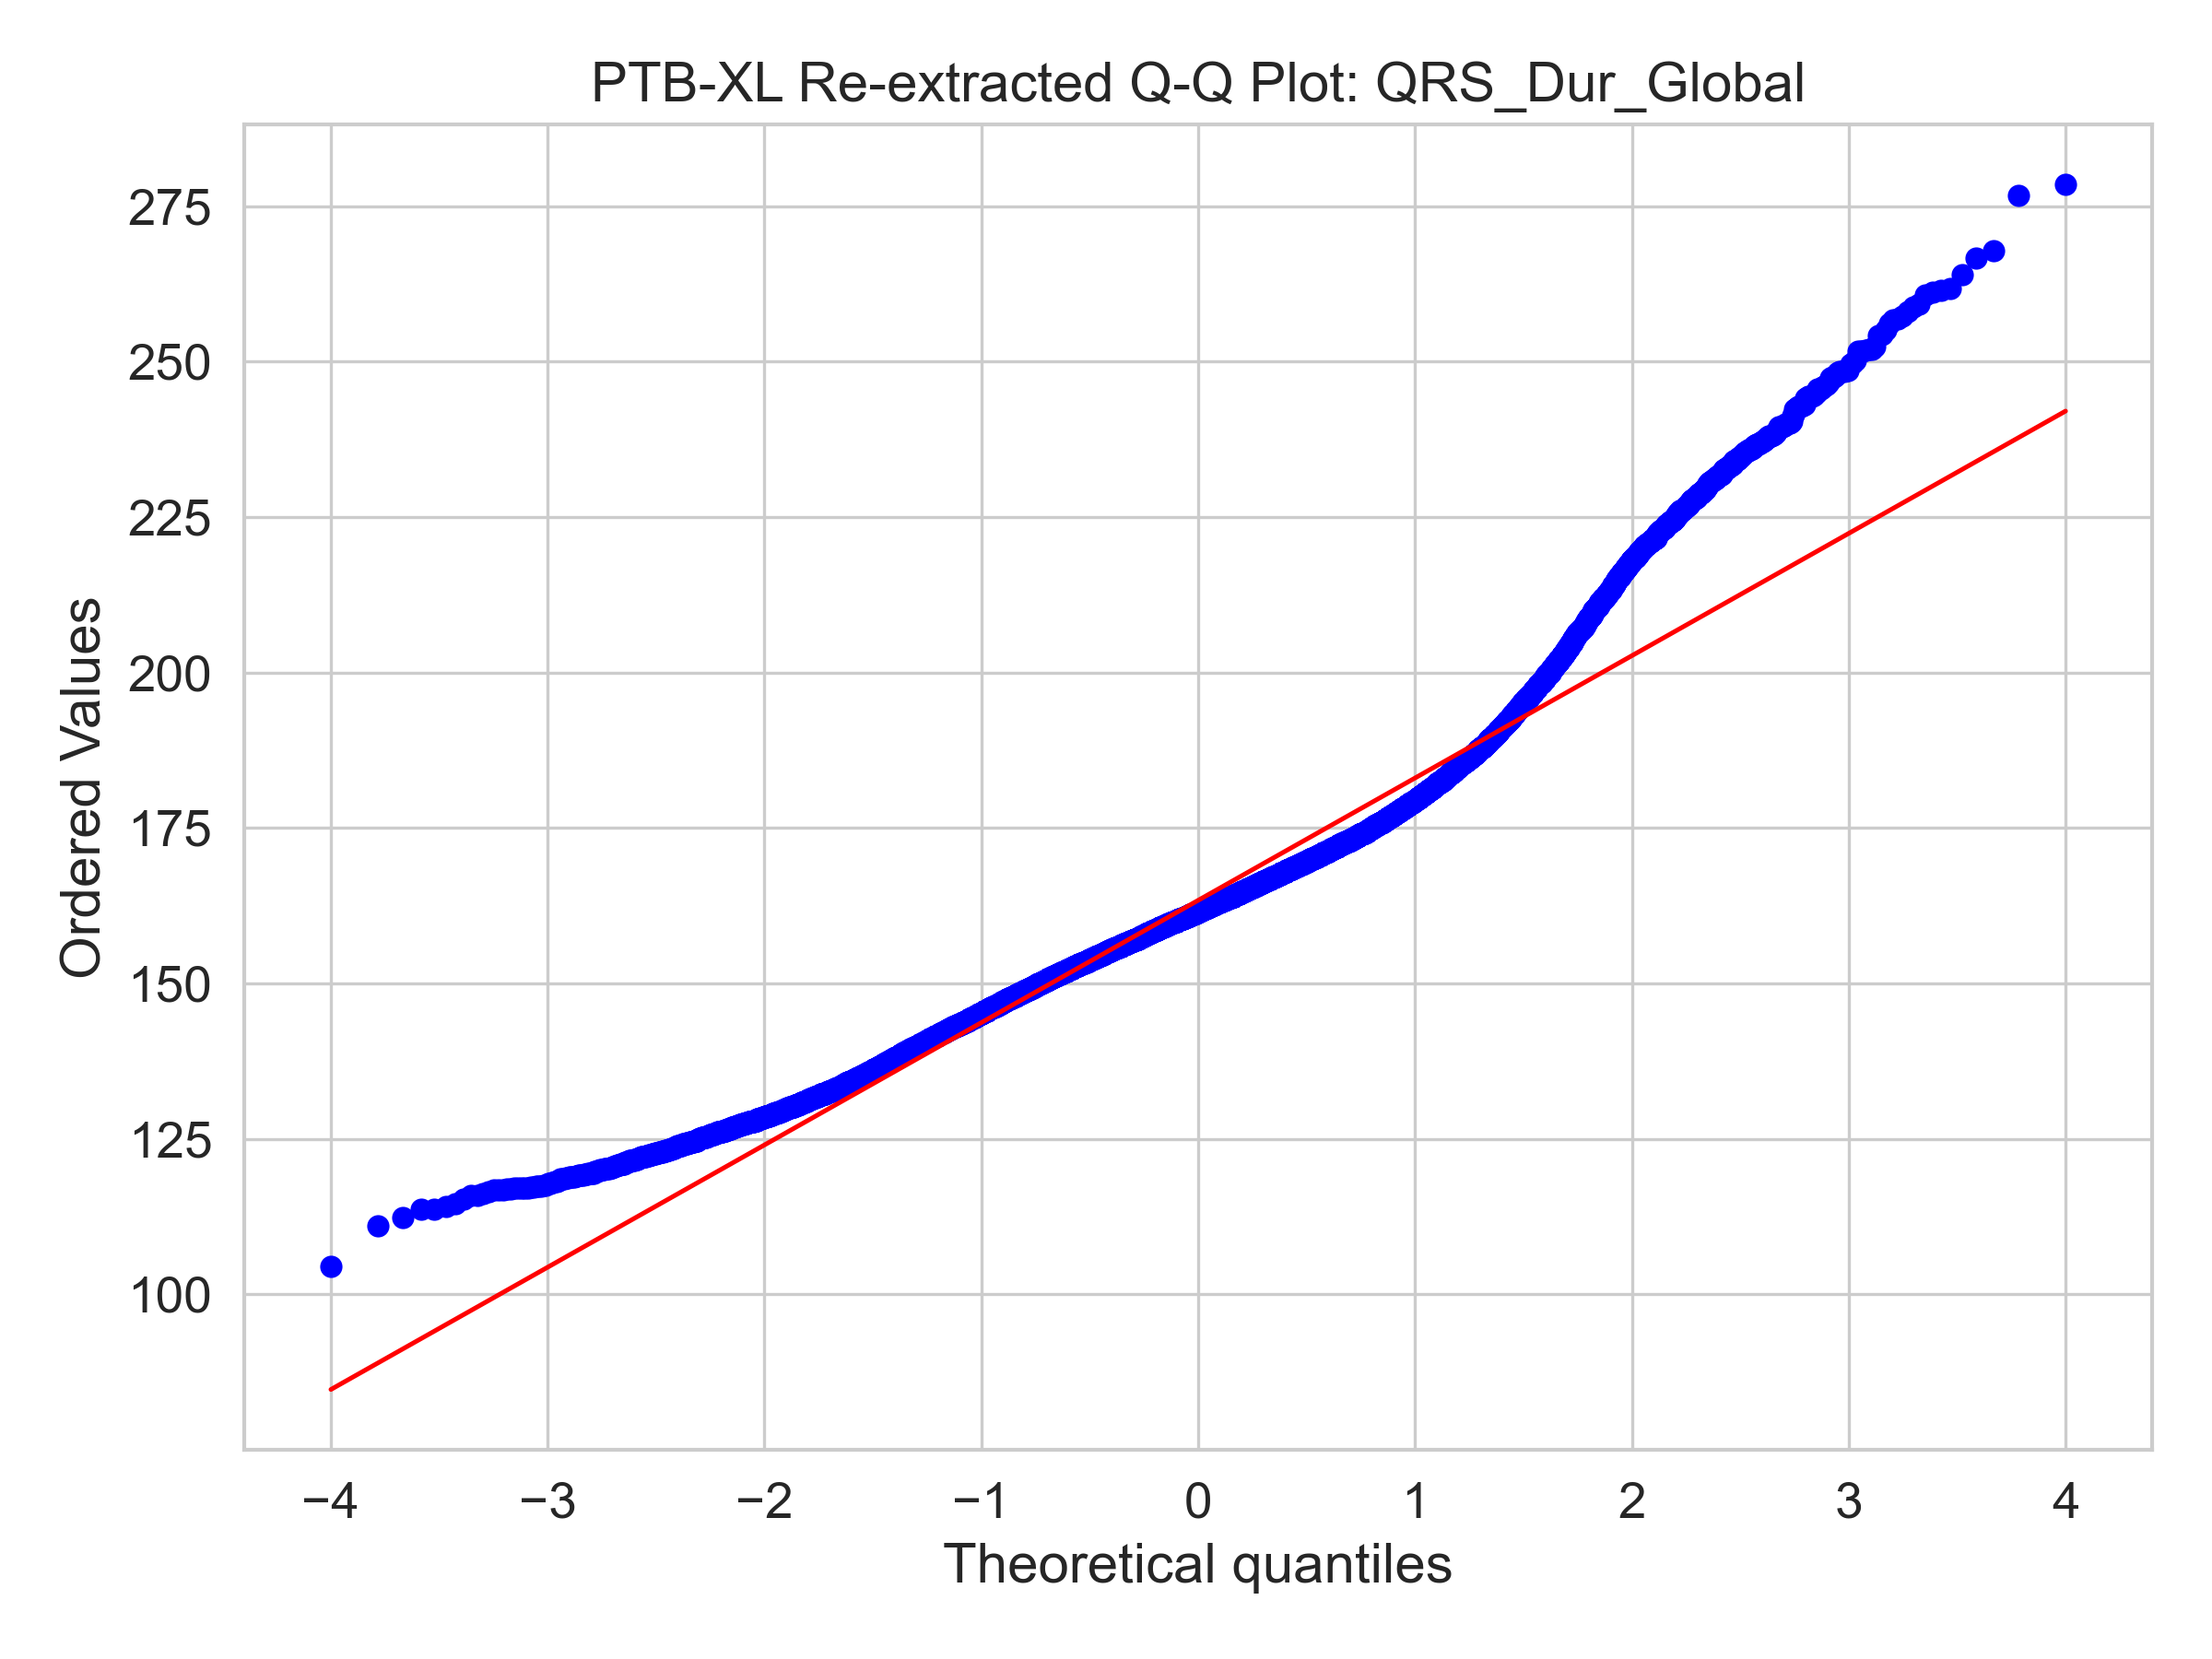 PTB-XL Re-extracted Q-Q Plot: QRS_Dur_Global
Ordered Values
275
250
225
200
175
150
125
100
−4 −3 −2 −1 0 1 2 3 4
Theoretical quantiles